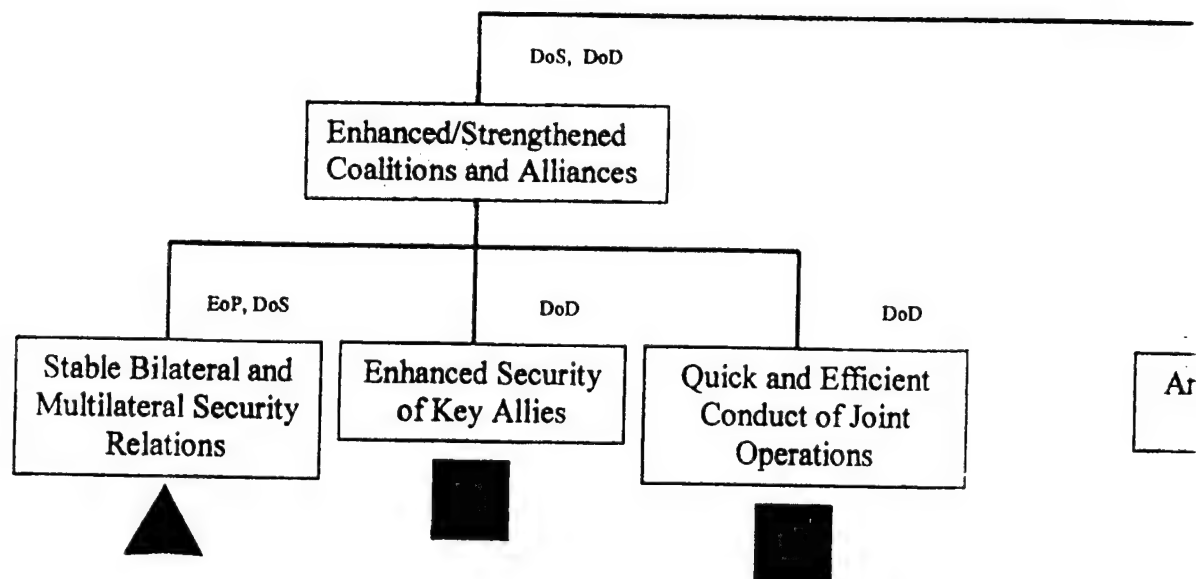 DoS, DoD
Enhanced/Strengthened
Coalitions and Alliances
EoP, DoS
DoD
DoD
Stable Bilateral and
Multilateral Security
Relations
Enhanced Security
of Key Allies
Quick and Efficient
Conduct of Joint
Operations